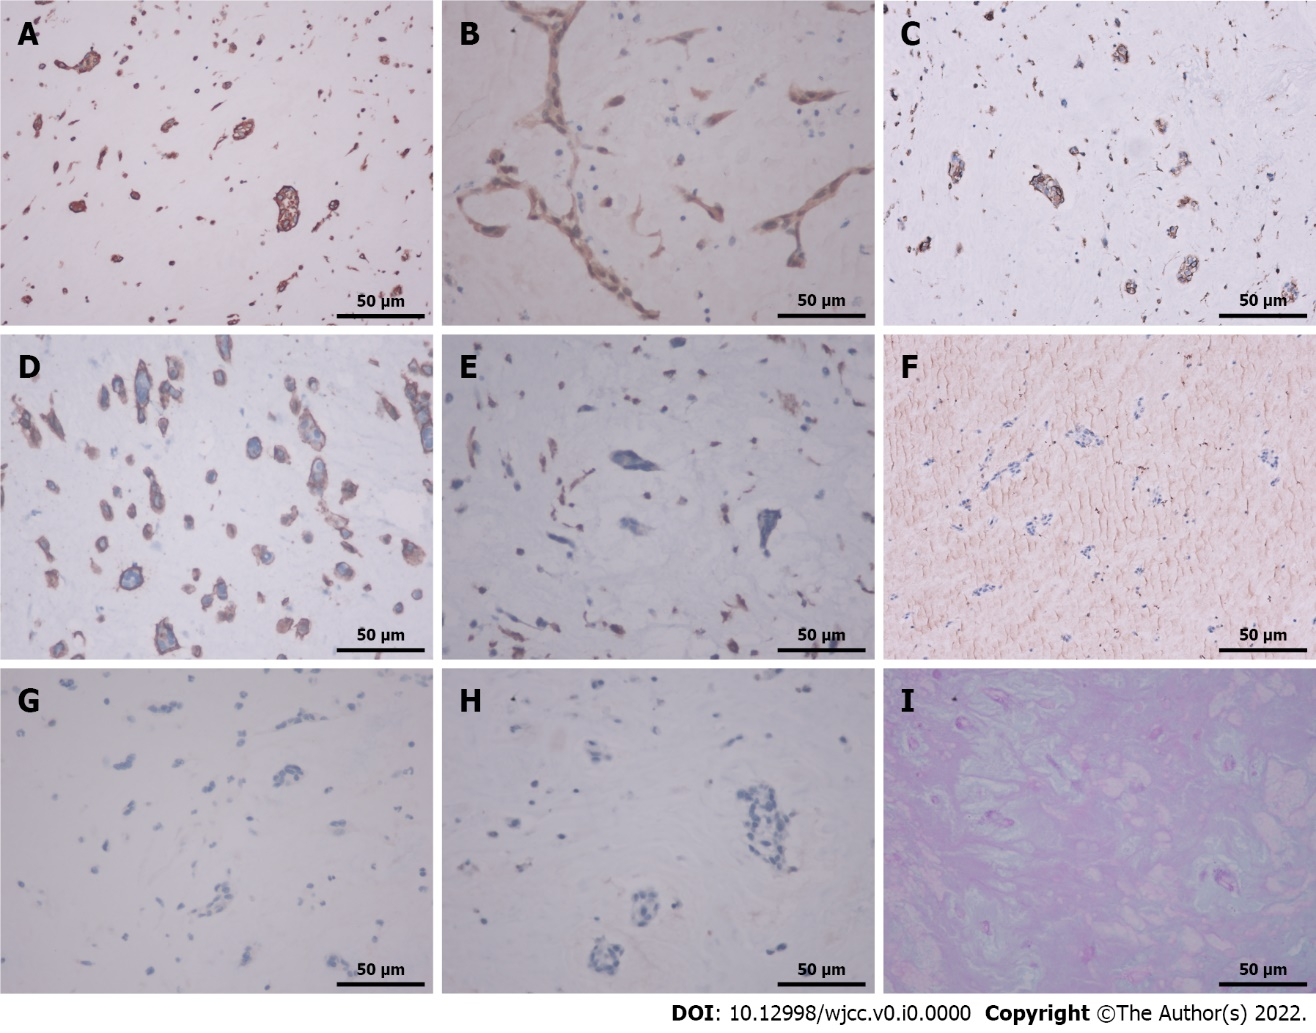 A B C
50 µm 50 µm 50 µm
D E F
50 µm 50 µm 50 µm
G H I
50 µm 50 µm 50 µm
DOI: 10.12998/wjcc.v0.i0.0000 Copyright ©The Author(s) 2022.